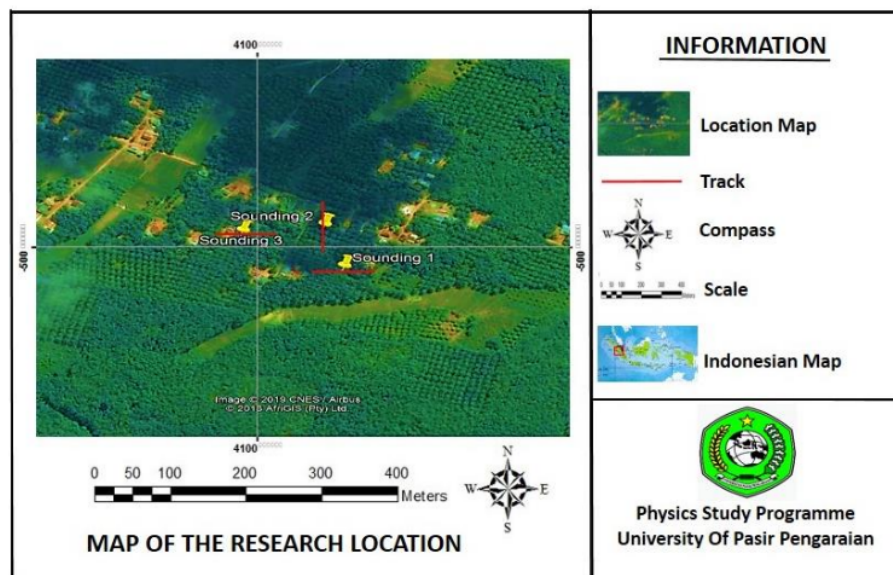 4100
-500
-500
Sounding 2
Sounding 3
Sounding 1
Image © 2019 CNES / Airbus
© 2018 AfriGIS (Pty) Ltd.
4100
0 50 100 200 300 400
Meters
N
W E
S
MAP OF THE RESEARCH LOCATION
INFORMATION
Location Map
Track
N
W E
S
Compass
Scale
Indonesian Map
Physics Study Programme
University Of Pasir Pengaraian